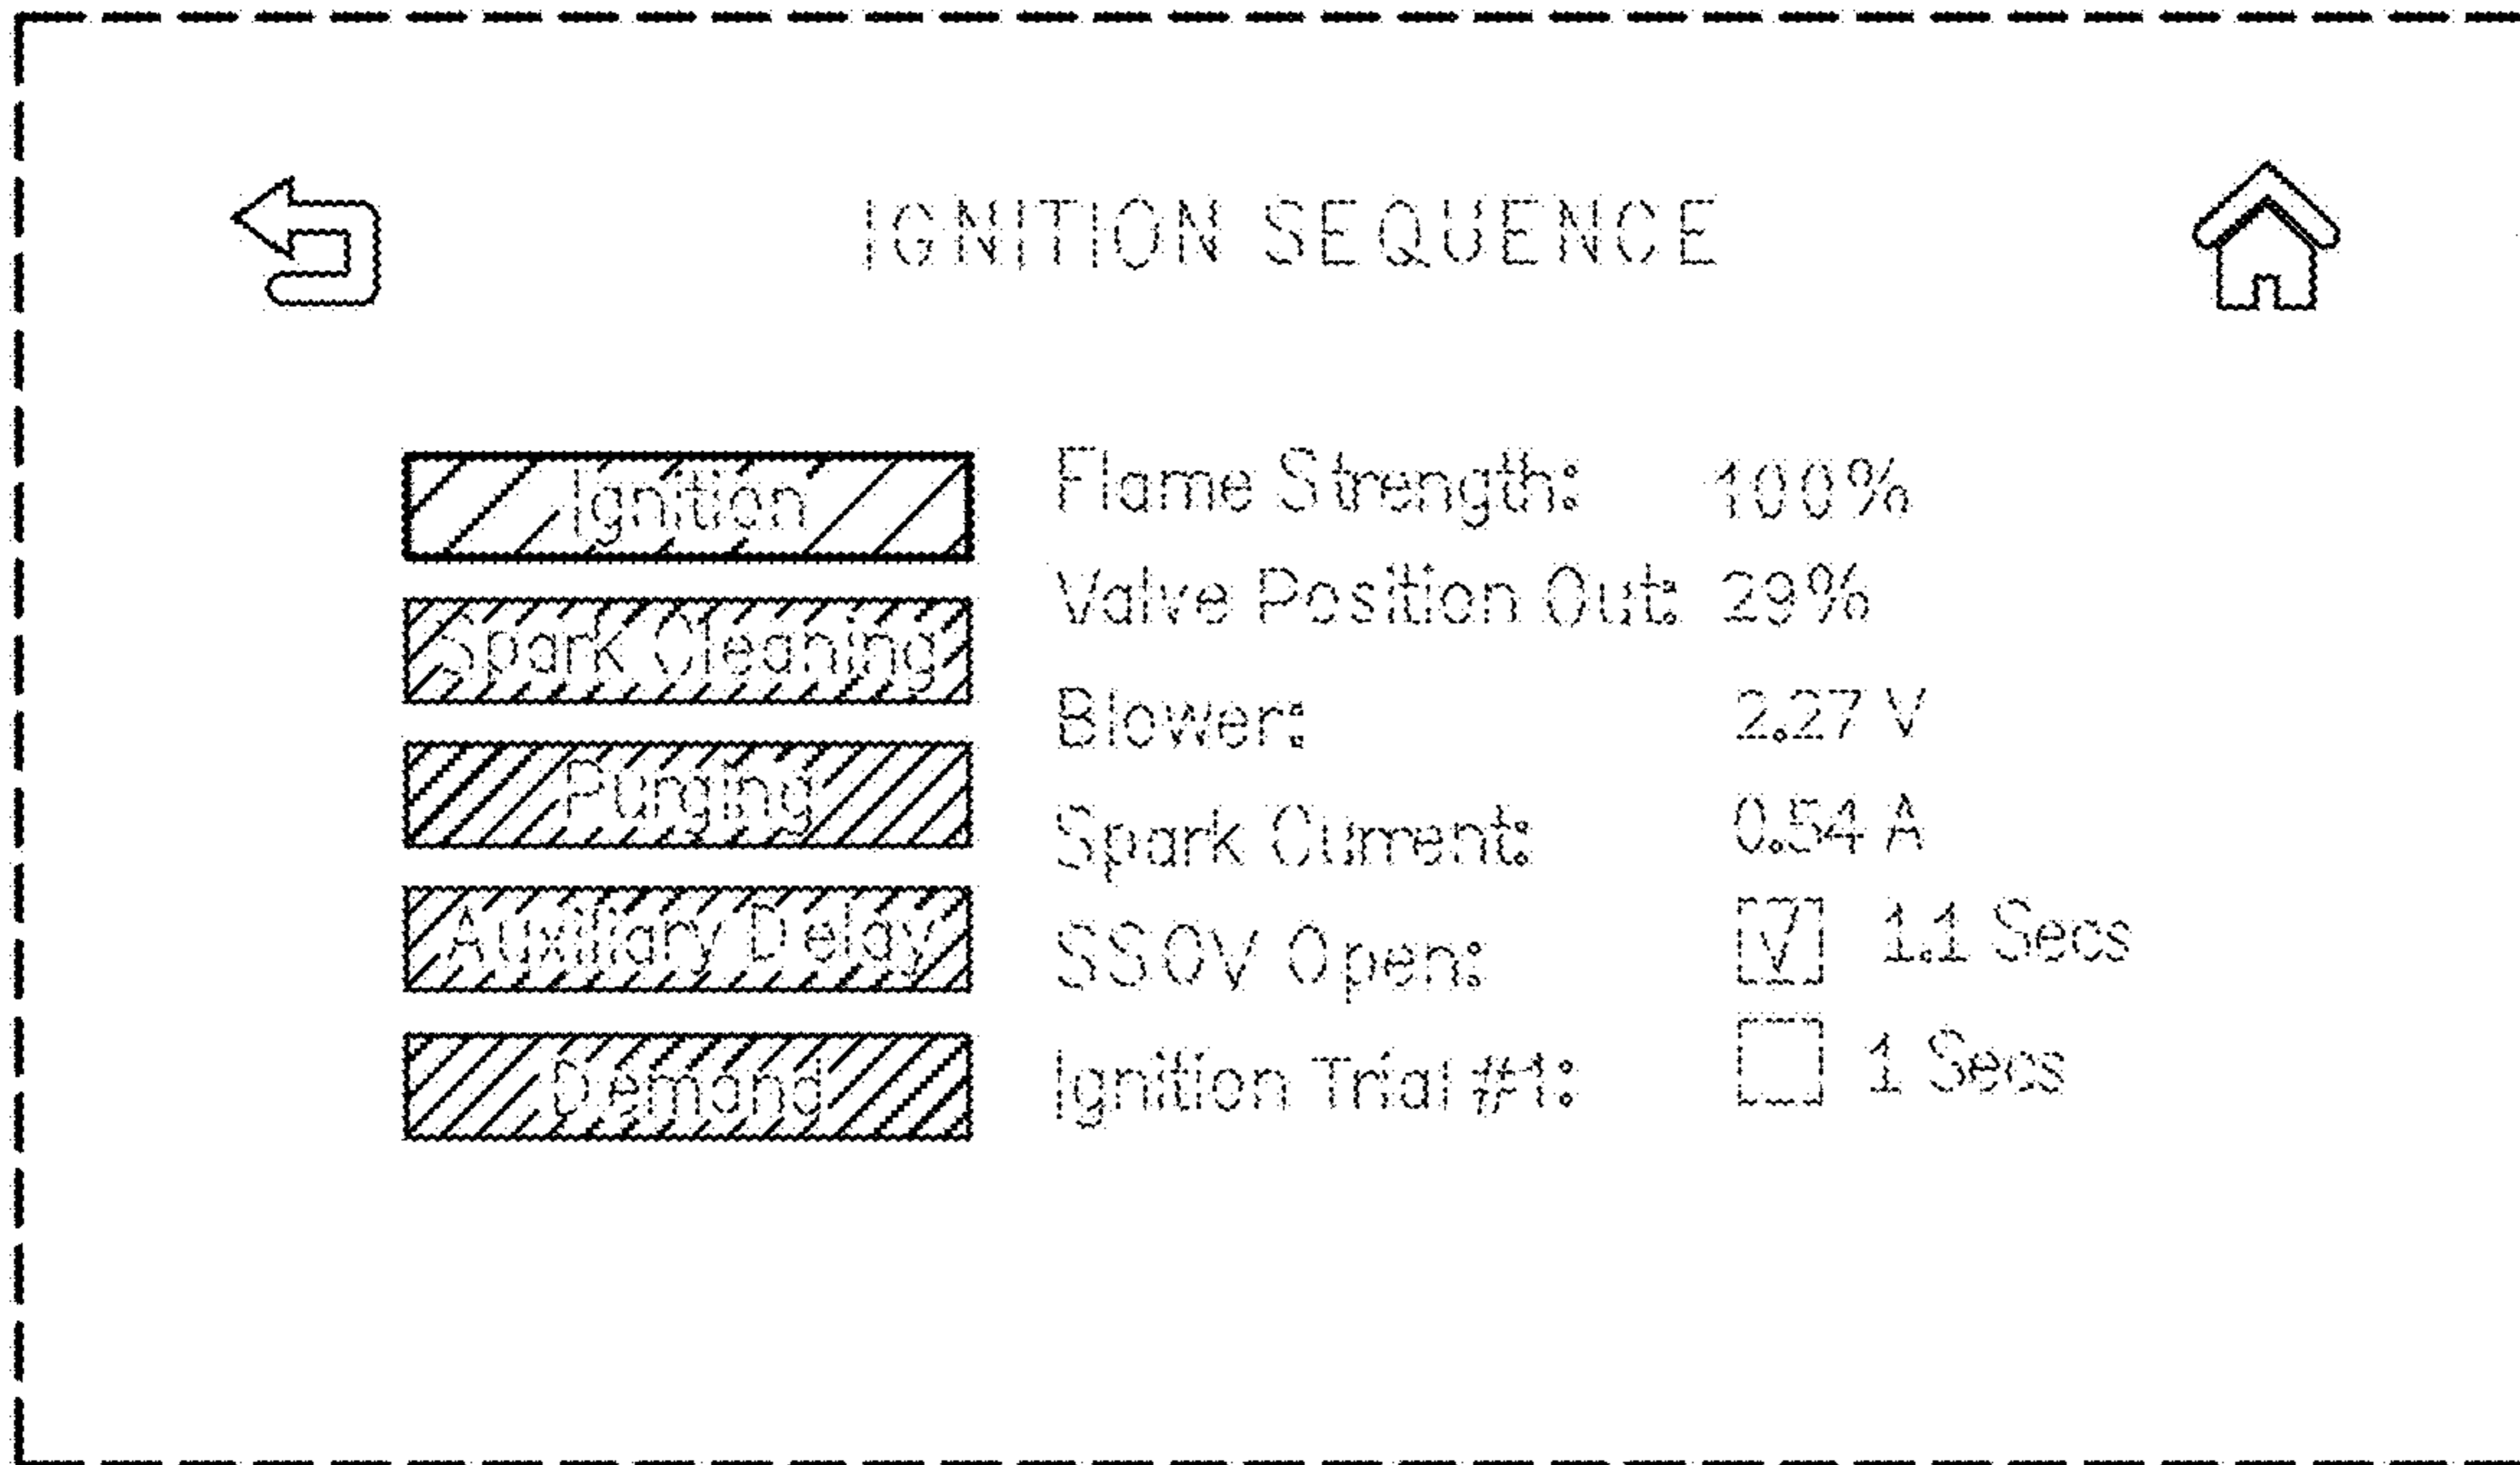 IGNITION SEQUENCE
Ignition
Spark Cleaning
Purging
Auxiliary Delay
Demand
Flame Strength: 100%
Valve Position Out: 29%
Blower: 2.27 V
Spark Current: 0.54 A
SSOV Open: 1.1 Secs
Ignition Trial #1: 1 Secs